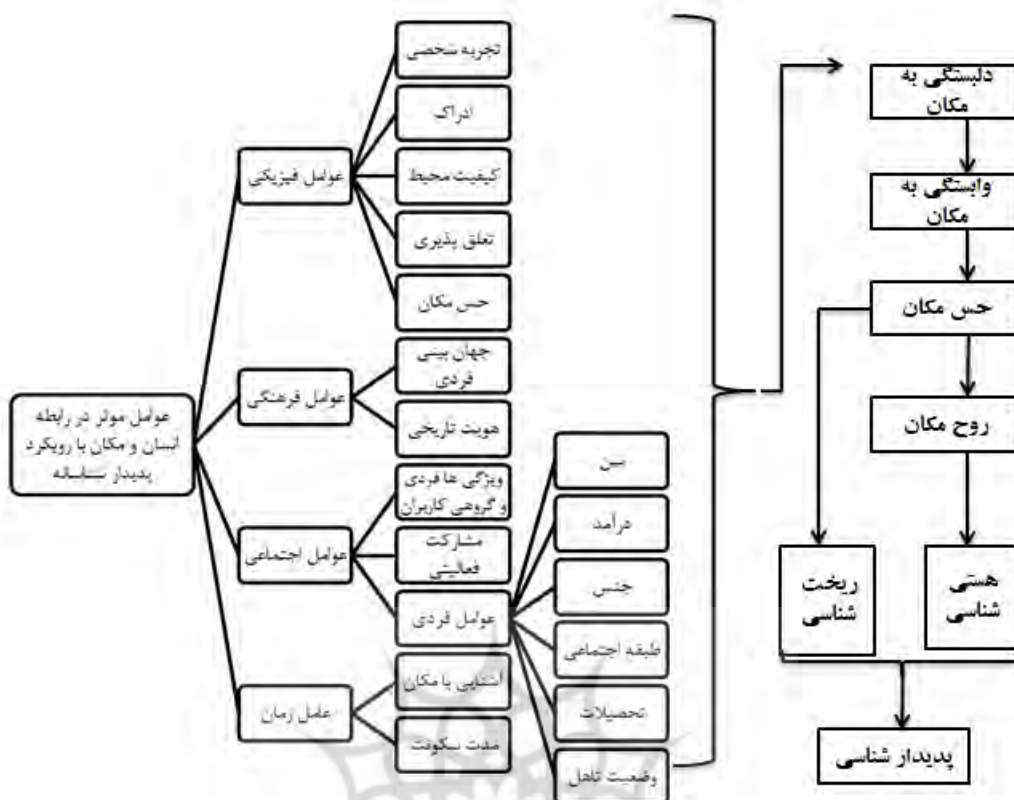 عوامل موثر در رابطه
انسان و مکان با رویکرد
پدیدار شناسانه
عوامل فیزیکی
تجربه شخصی
ادراک
کیفیت محیط
تعلق پذیری
حس مکان
عوامل فرهنگی
جهان بینی
فردی
هویت تاریخی
عوامل اجتماعی
ویژگی ها فردی
و گروهی کاربران
مشارکت
فعالیتی
عوامل فردی
سن
درآمد
جنس
طبقه اجتماعی
تحصیلات
وضعیت تاهل
عامل زمان
آشنایی با مکان
مدت سکونت
دلبستگی به
مکان
وابستگی به
مکان
حس مکان
روح مکان
ریخت
شناسی
هستی
شناسی
پدیدار شناسی